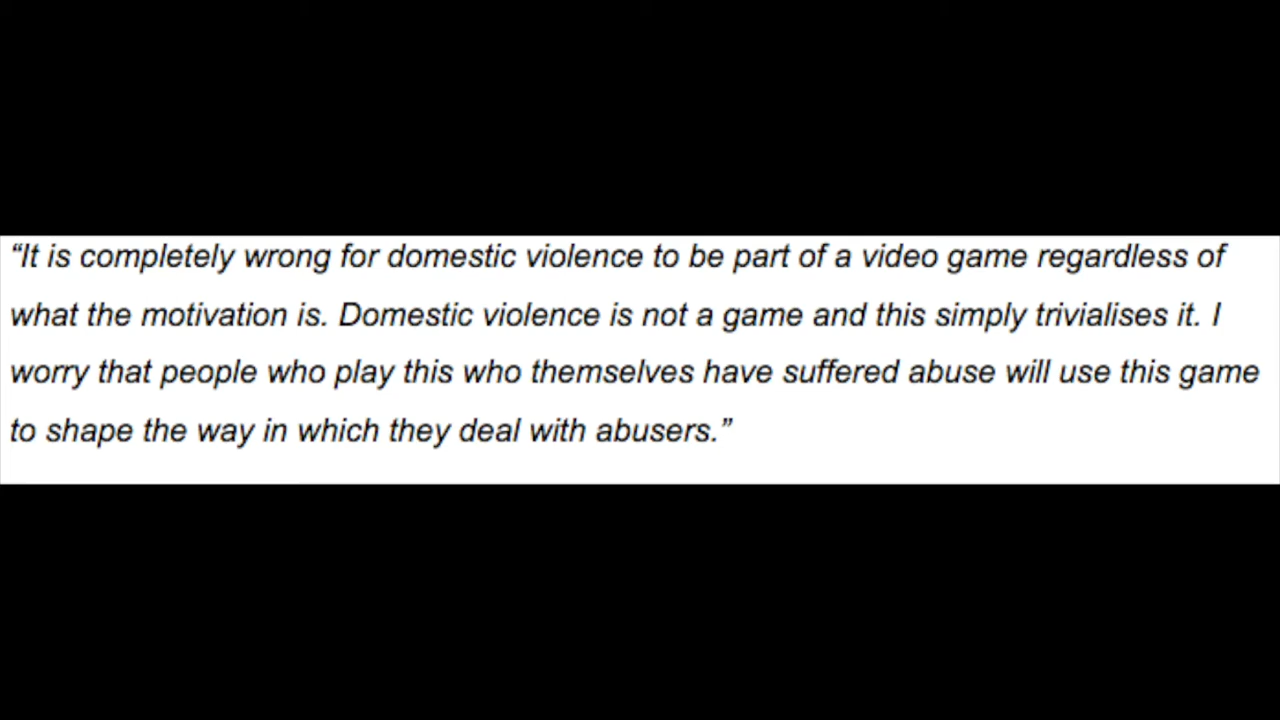 “It is completely wrong for domestic violence to be part of a video game regardless of
what the motivation is. Domestic violence is not a game and this simply trivialises it. I
worry that people who play this who themselves have suffered abuse will use this game
to shape the way in which they deal with abusers.”